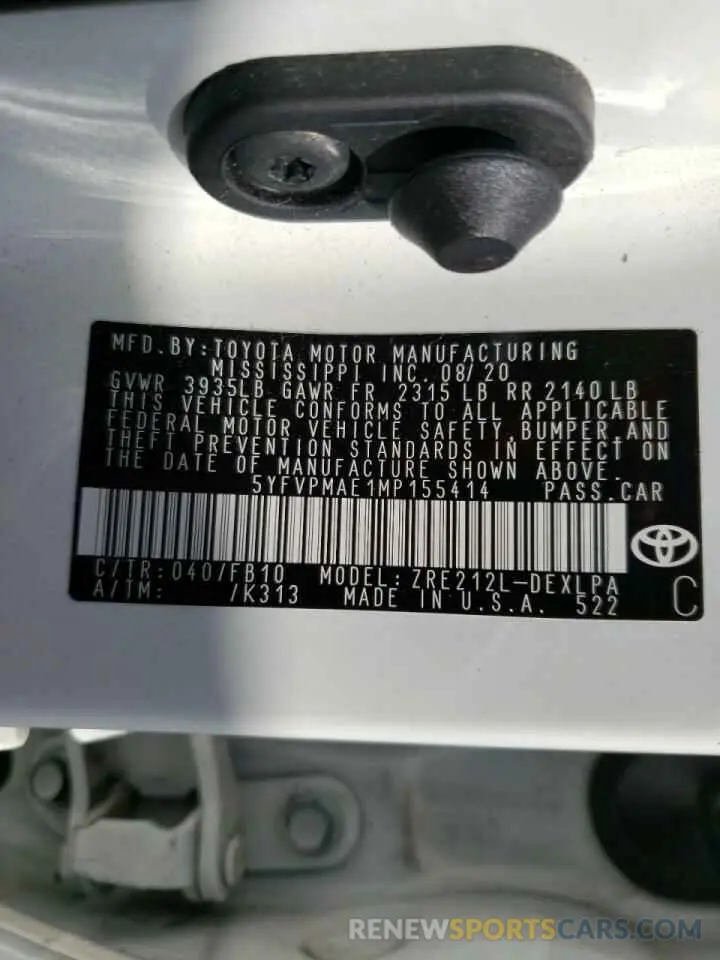 MFD. BY: TOYOTA MOTOR MANUFACTURING
MISSISSIPPI INC. 08/20
GVWR 3935LB GAWR FR 2315 LB RR 2140 LB
THIS VEHICLE CONFORMS TO ALL APPLICABLE
FEDERAL MOTOR VEHICLE SAFETY, BUMPER, AND
THEFT PREVENTION STANDARDS IN EFFECT ON
THE DATE OF MANUFACTURE SHOWN ABOVE.
5YFVPMAE1MP155414 PASS. CAR
C/TR: 040/FB10 MODEL: ZRE212L-DEXLPA
A/TM: /K313 MADE IN U.S.A. 522 C
RENEWSPORTSCARS.COM